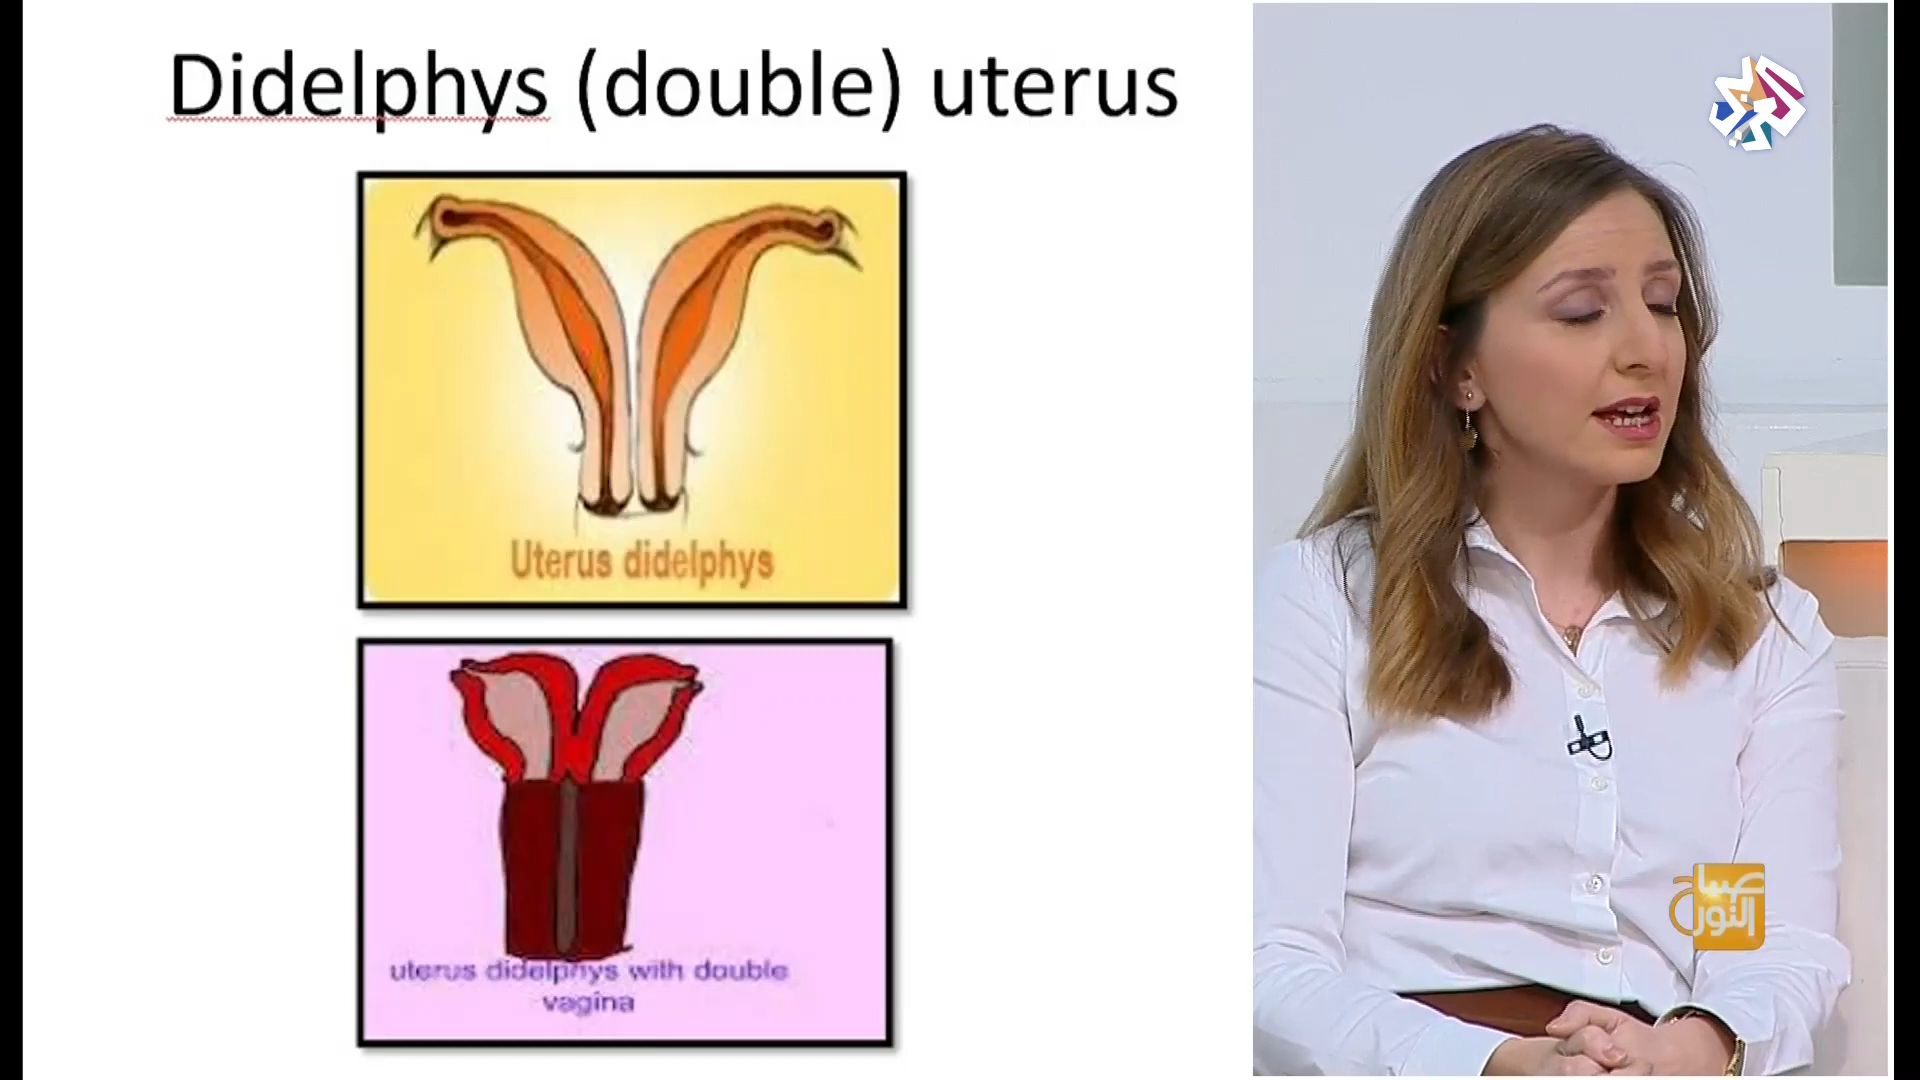 Didelphys (double) uterus
Uterus didelphys
uterus didelphys with double
vagina
صباح
النور